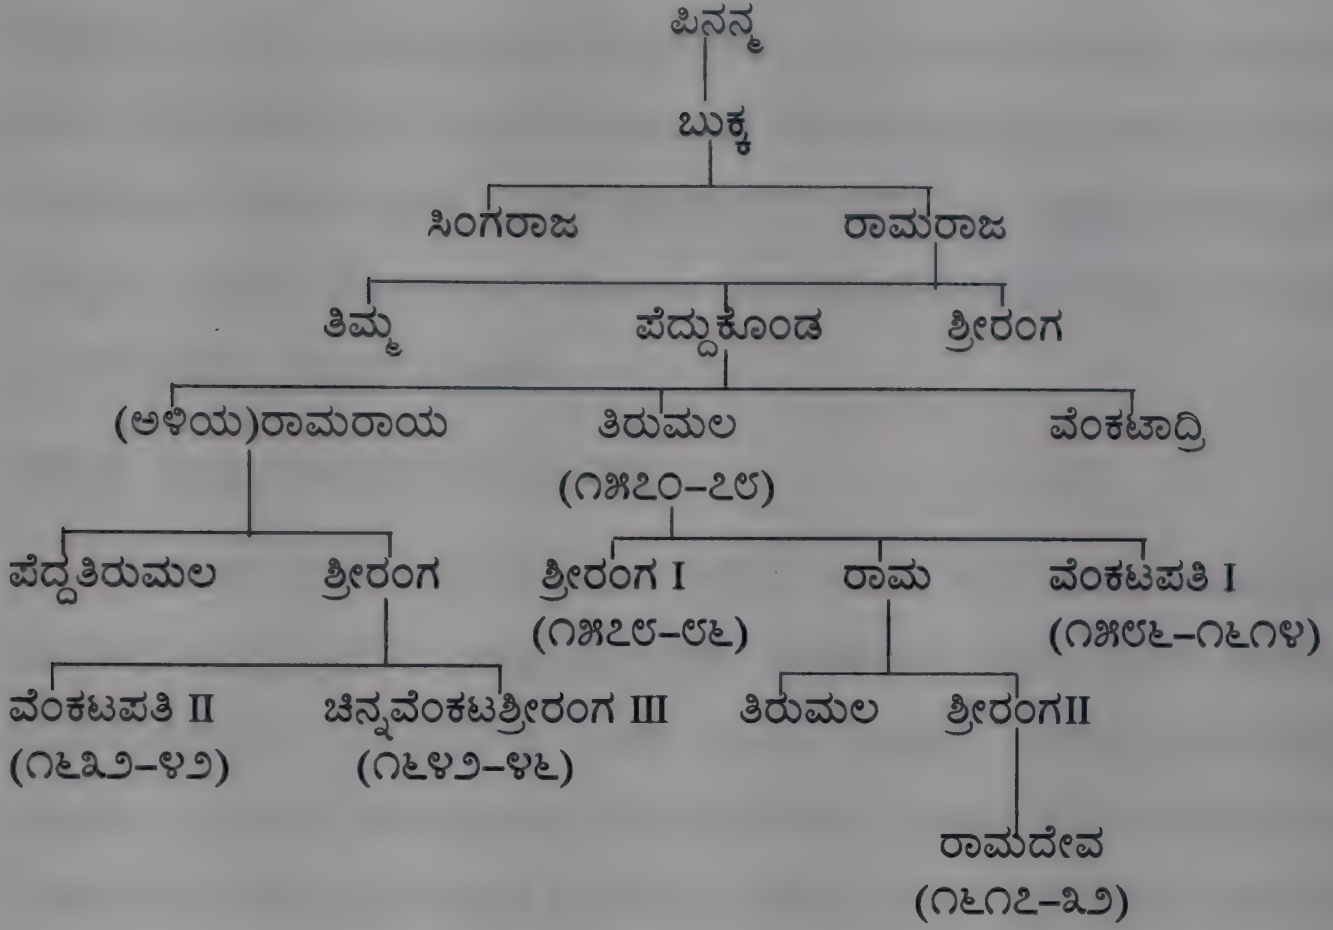 ಪಿನನ್ಮ
ಬುಕ್ಕ
ಸಿಂಗರಾಜ ರಾಮರಾಜ
ತಿಮ್ಮ ಪೆದ್ದುಕೊಂಡ ಶ್ರೀರಂಗ
(ಅಳಿಯ)ರಾಮರಾಯ ತಿರುಮಲ ವೆಂಕಟಾದ್ರಿ
(೧೫೭೦–೭೮)
ಪೆದ್ದತಿರುಮಲ ಶ್ರೀರಂಗ ಶ್ರೀರಂಗ I ರಾಮ ವೆಂಕಟಪತಿ I
(೧೫೭೮–೮೬) (೧೫೮೬–೧೬೧೪)
ವೆಂಕಟಪತಿ II ಚಿನ್ನವೆಂಕಟಶ್ರೀರಂಗ III ತಿರುಮಲ ಶ್ರೀರಂಗII
(೧೬೩೨–೪೨) (೧೬೪೨–೪೬)
ರಾಮದೇವ
(೧೬೧೭–೩೨)